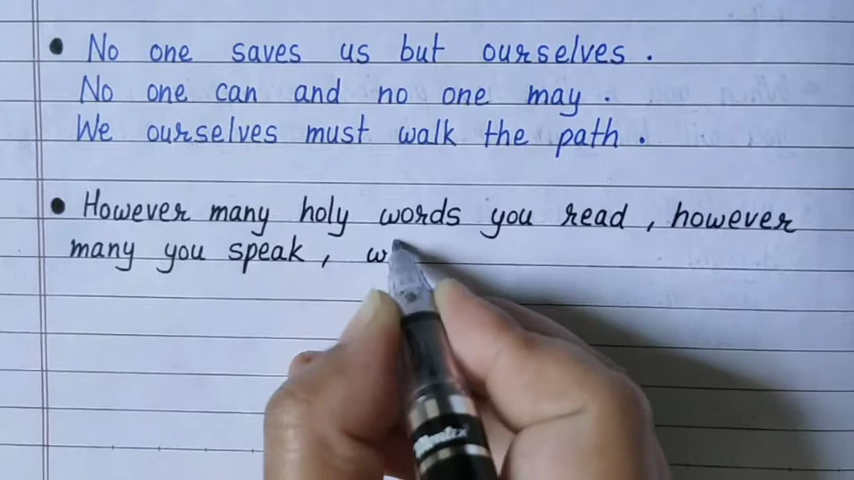 • No one saves us but ourselves.
No one can and no one may.
We ourselves must walk the path.
• However many holy words you read, however
many you speak, w